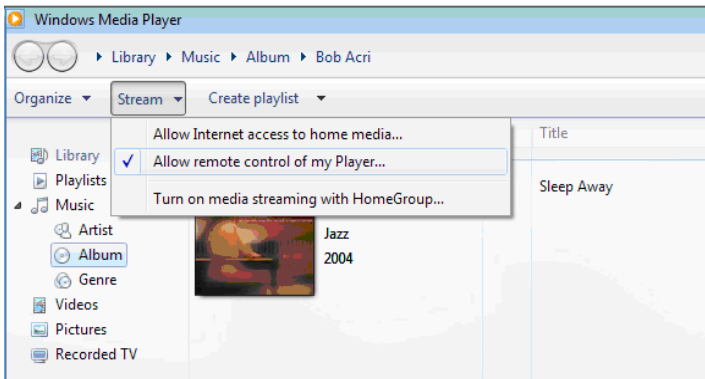 Windows Media Player
Library Music Album Bob Acri
Organize Stream Create playlist
Allow Internet access to home media...
Allow remote control of my Player...
Turn on media streaming with HomeGroup...
Title
Library
Playlists
Music
Artist
Album
Genre
Videos
Pictures
Recorded TV
Jazz
2004
Sleep Away